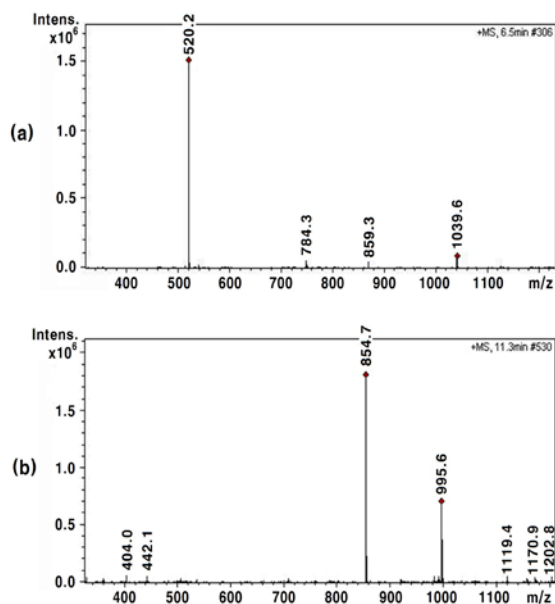 Intens.
x10⁶
+MS, 6.5min #306
520.2
1.5
(a)
1.0
0.5
784.3
859.3
1039.6
0.0
400 500 600 700 800 900 1000 1100 m/z
Intens.
x10⁶
+MS, 11.3min #530
854.7
1.5
(b)
1.0
995.6
0.5
404.0
442.1
1119.4
1170.9
1202.8
0.0
400 500 600 700 800 900 1000 1100 m/z